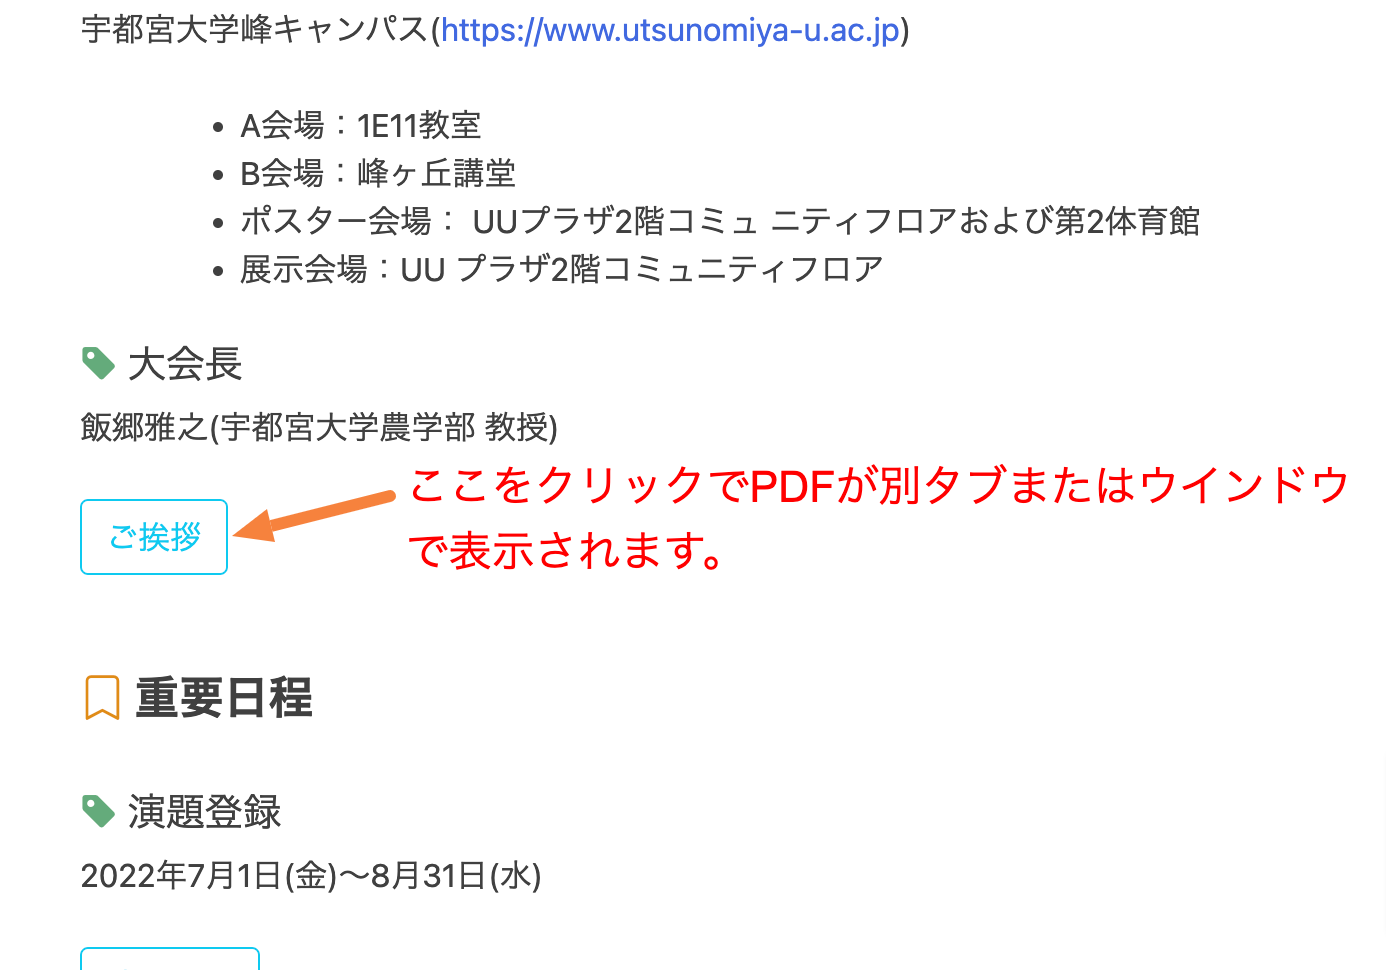 宇都宮大学峰キャンパス(https://www.utsunomiya-u.ac.jp)
• A会場：1E11教室
• B会場：峰ヶ丘講堂
• ポスター会場： UUプラザ2階コミュ ニティフロアおよび第2体育館
• 展示会場：UU プラザ2階コミュニティフロア
大会長
飯郷雅之(宇都宮大学農学部 教授)
ここをクリックでPDFが別タブまたはウインドウ
で表示されます。
ご挨拶
重要日程
演題登録
2022年7月1日(金)〜8月31日(水)